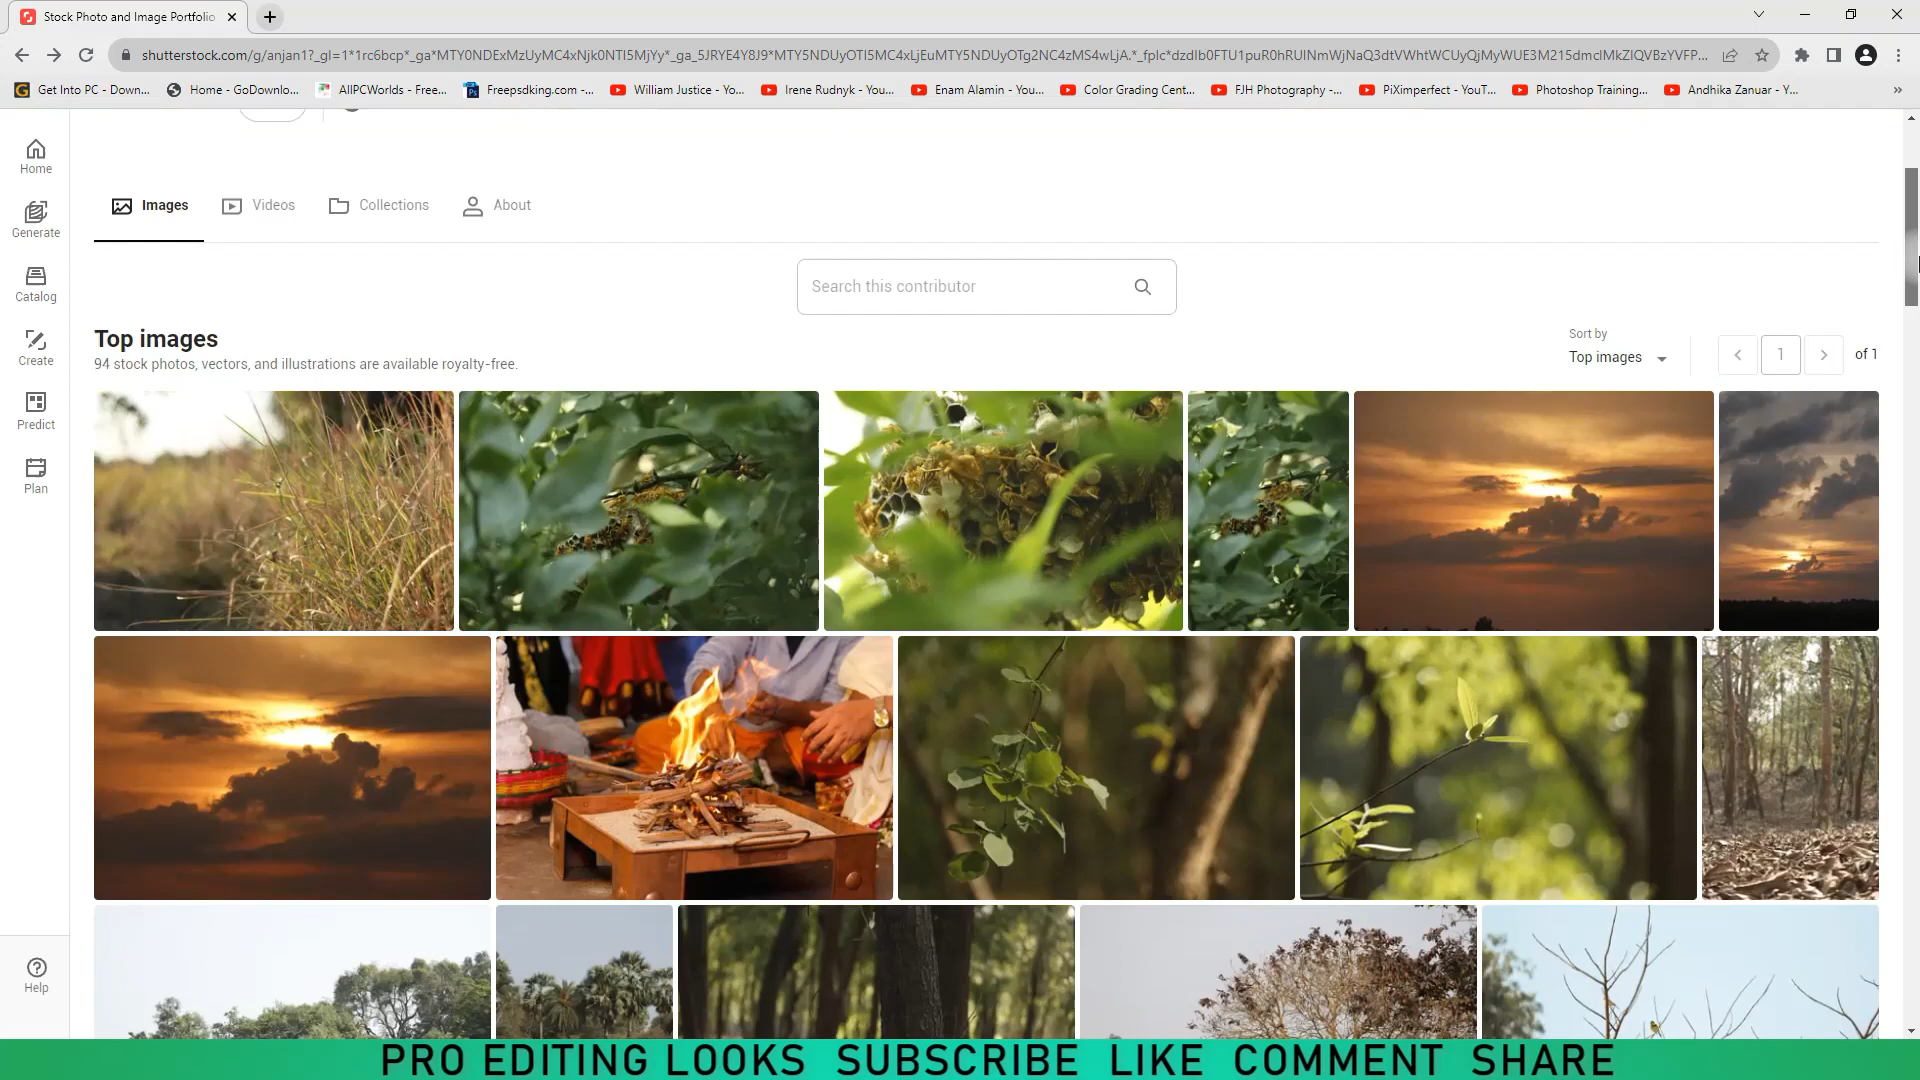 Stock Photo and Image Portfolio
shutterstock.com/g/anjan1?_gl=1*1rc6bcp*_ga*MTY0NDExMzUyMC4xNjk0NTI5MjYy*_ga_5JRYE4Y8J9*MTY5NDUyOTI5MC4xLjEuMTY5NDUyOTg2NC4zMS4wLjA.*_fplc*dzdIb0FTU1puR0hRUlNmWjNaQ3dtVWhtWCUyQjMyWUE3M215dmclMkZIQVBzYVFP...
Get Into PC - Down...
Home - GoDownlo...
AllPCWorlds - Free...
Freepsdking.com -...
William Justice - Yo...
Irene Rudnyk - You...
Enam Alamin - You...
Color Grading Cent...
FJH Photography -...
PiXimperfect - YouT...
Photoshop Training...
Andhika Zanuar - Y...
Home
Generate
Catalog
Create
Predict
Plan
Help
Images
Videos
Collections
About
Search this contributor
Top images
94 stock photos, vectors, and illustrations are available royalty-free.
Sort by
Top images
1
of 1
PRO EDITING LOOKS SUBSCRIBE LIKE COMMENT SHARE